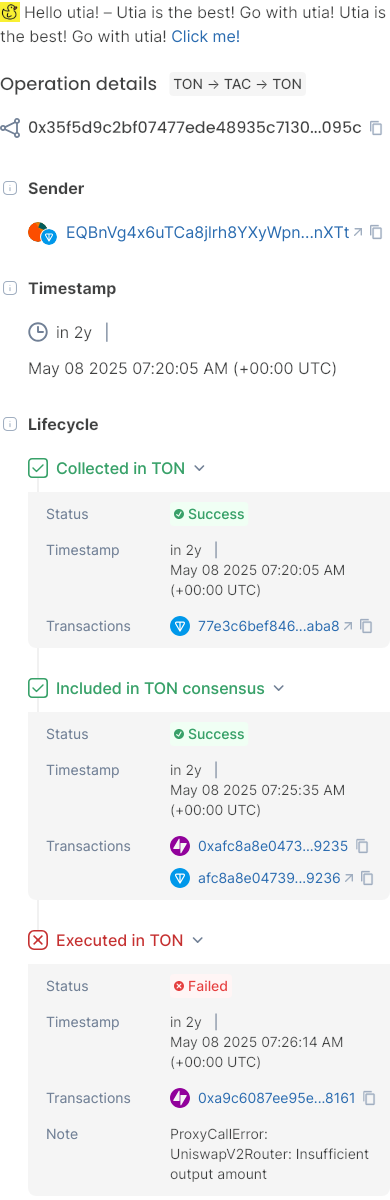 Hello utia! – Utia is the best! Go with utia! Utia is
the best! Go with utia! Click me!
Operation details TON → TAC → TON
0x35f5d9c2bf07477ede48935c7130...095c
Sender
EQBnVg4x6uTCa8jlrh8YXyWpn...nXTt
Timestamp
in 2y |
May 08 2025 07:20:05 AM (+00:00 UTC)
Lifecycle
Collected in TON
Status Success
Timestamp in 2y |
May 08 2025 07:20:05 AM
(+00:00 UTC)
Transactions 77e3c6bef846...aba8
Included in TON consensus
Status Success
Timestamp in 2y |
May 08 2025 07:25:35 AM
(+00:00 UTC)
Transactions 0xafc8a8e0473...9235
afc8a8e04739...9236
Executed in TON
Status Failed
Timestamp in 2y |
May 08 2025 07:26:14 AM
(+00:00 UTC)
Transactions 0xa9c6087ee95e...8161
Note ProxyCallError:
UniswapV2Router: Insufficient
output amount